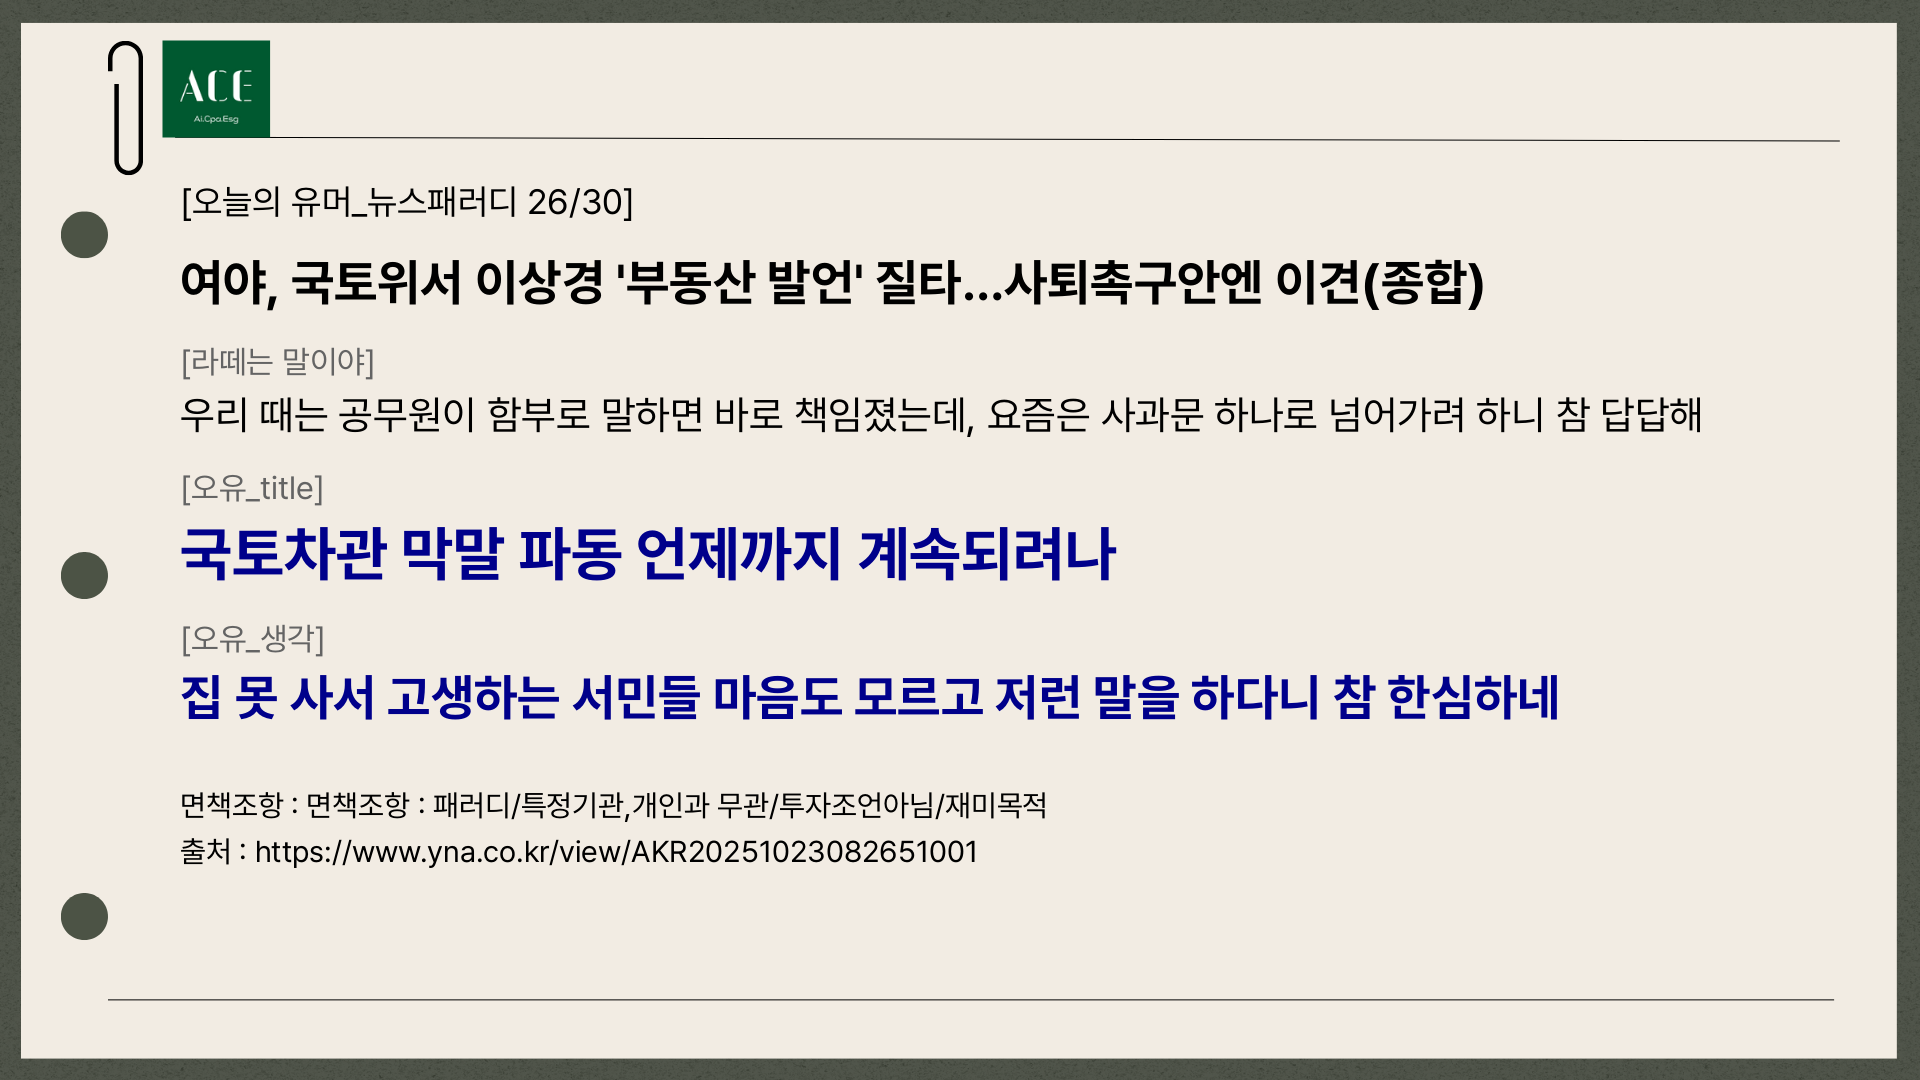 ACE
Ai.Cpa.Esg
[오늘의 유머_뉴스패러디 26/30]
여야, 국토위서 이상경 '부동산 발언' 질타...사퇴촉구안엔 이견(종합)
[라떼는 말이야]
우리 때는 공무원이 함부로 말하면 바로 책임졌는데, 요즘은 사과문 하나로 넘어가려 하니 참 답답해
[오유_title]
국토차관 막말 파동 언제까지 계속되려나
[오유_생각]
집 못 사서 고생하는 서민들 마음도 모르고 저런 말을 하다니 참 한심하네
면책조항 : 면책조항 : 패러디/특정기관,개인과 무관/투자조언아님/재미목적
출처 : https://www.yna.co.kr/view/AKR20251023082651001